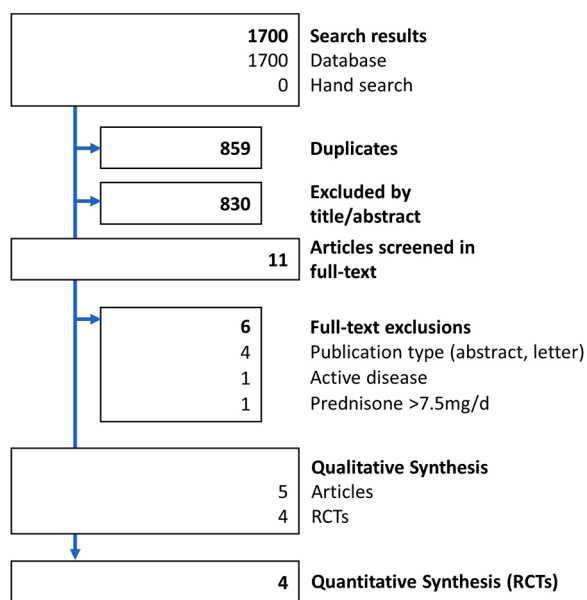 1700 Search results
1700 Database
0 Hand search
859 Duplicates
830 Excluded by
title/abstract
11 Articles screened in
full-text
6 Full-text exclusions
4 Publication type (abstract, letter)
1 Active disease
1 Prednisone >7.5mg/d
Qualitative Synthesis
5 Articles
4 RCTs
4 Quantitative Synthesis (RCTs)